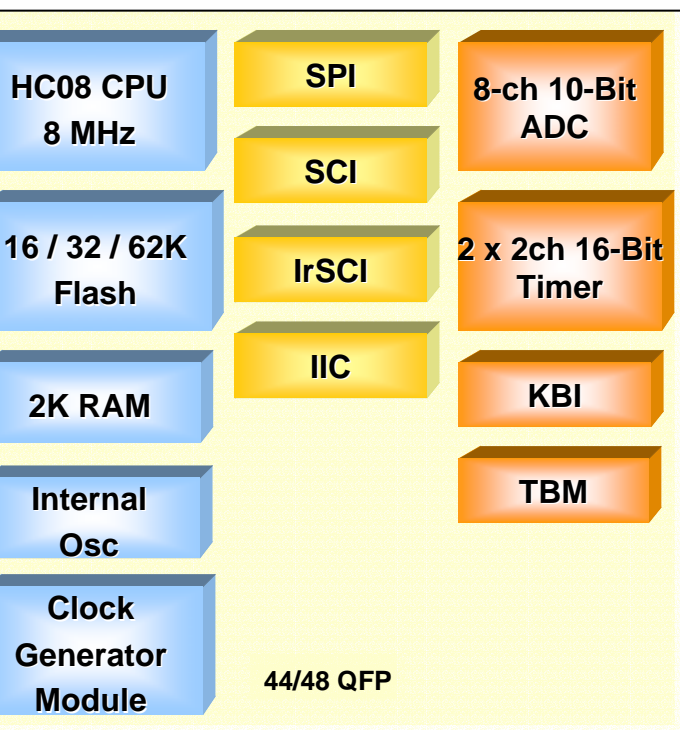 HC08 CPU
8 MHz
16 / 32 / 62K
Flash
2K RAM
Internal
Osc
Clock
Generator
Module
SPI
SCI
IrSCI
IIC
44/48 QFP
8-ch 10-Bit
ADC
2 x 2ch 16-Bit
Timer
KBI
TBM